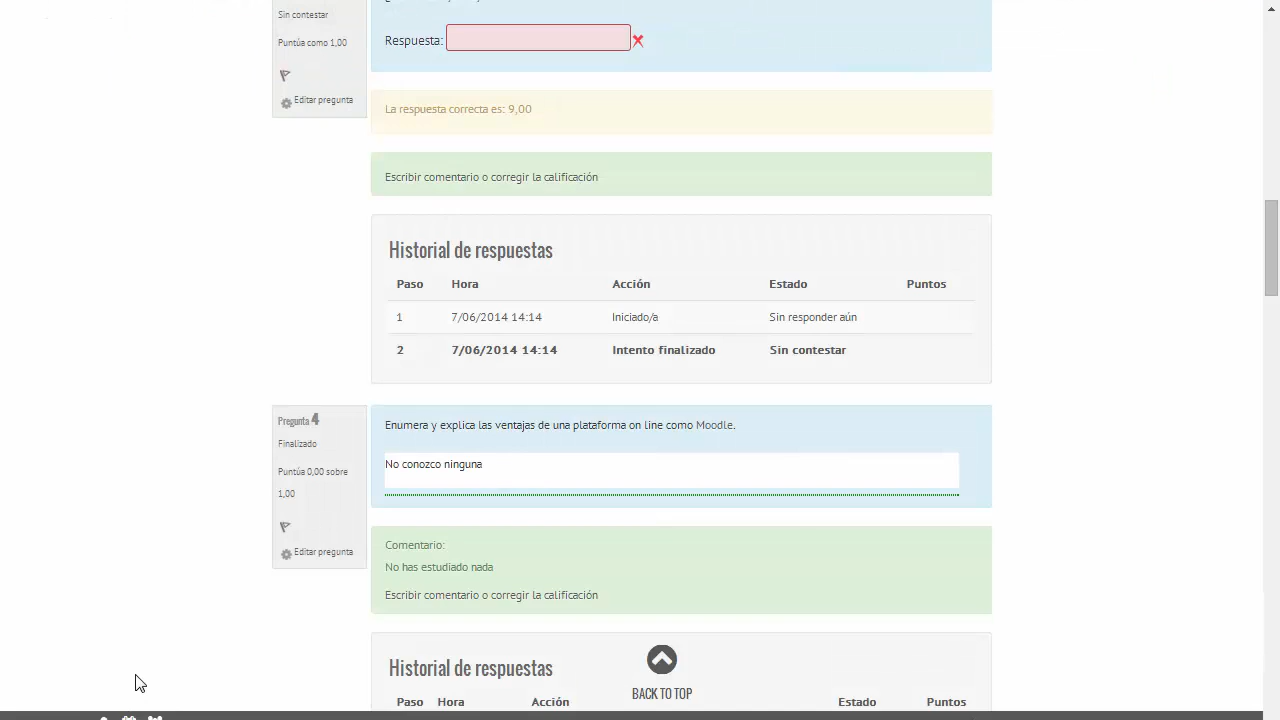 Sin contestar
Puntúa como 1,00
Editar pregunta
Respuesta:
La respuesta correcta es: 9,00
Escribir comentario o corregir la calificación
Historial de respuestas
Paso Hora Acción Estado Puntos
1 7/06/2014 14:14 Iniciado/a Sin responder aún
2 7/06/2014 14:14 Intento finalizado Sin contestar
Pregunta 4
Finalizado
Puntúa 0,00 sobre
1,00
Editar pregunta
Enumera y explica las ventajas de una plataforma on line como Moodle.
No conozco ninguna
Comentario:
No has estudiado nada
Escribir comentario o corregir la calificación
Historial de respuestas
BACK TO TOP
Paso Hora Acción Estado Puntos